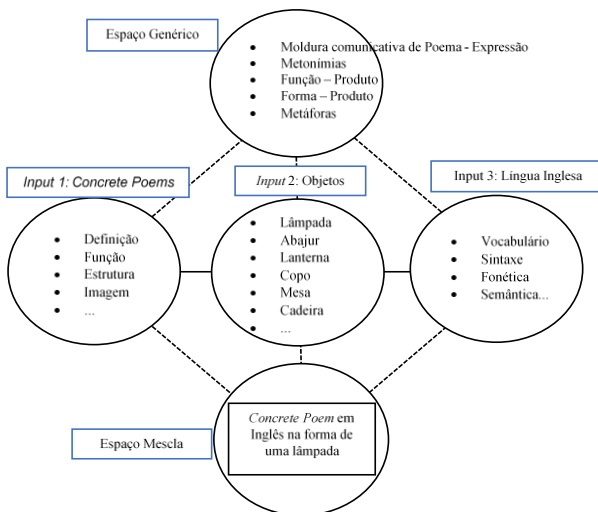 Espaço Genérico
• Moldura comunicativa de Poema - Expressão
• Metonímias
• Função – Produto
• Forma – Produto
• Metáforas
Input 1: Concrete Poems
Input 2: Objetos
Input 3: Língua Inglesa
• Definição
• Função
• Estrutura
• Imagem
• ...
• Lâmpada
• Abajur
• Lanterna
• Copo
• Mesa
• Cadeira
• ...
• Vocabulário
• Sintaxe
• Fonética
• Semântica...
Espaço Mescla
Concrete Poem em
Inglês na forma de
uma lâmpada